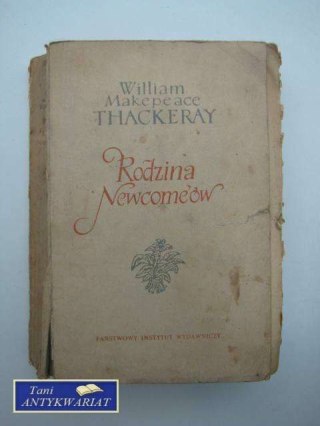 William
Makepeace
THACKERAY
Rodzina
Newcome'ów
PAŃSTWOWY INSTYTUT WYDAWNICZY
Tani
ANTYKWARIAT